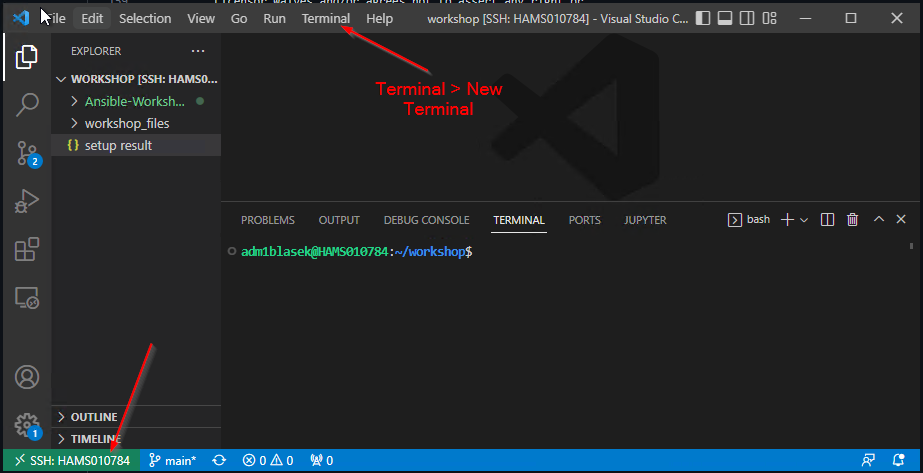 Edit Selection View Go Run Terminal Help workshop [SSH: HAMS010784] - Visual Studio C...
EXPLORER
WORKSHOP [SSH: HAMS0...
Ansible-Worksh...
workshop_files
{} setup result
Terminal > New
Terminal
PROBLEMS OUTPUT DEBUG CONSOLE TERMINAL PORTS JUPYTER bash
adm1blasek@HAMS010784:~/workshop$
2
1
OUTLINE
TIMELINE
SSH: HAMS010784 main* 0 0 0